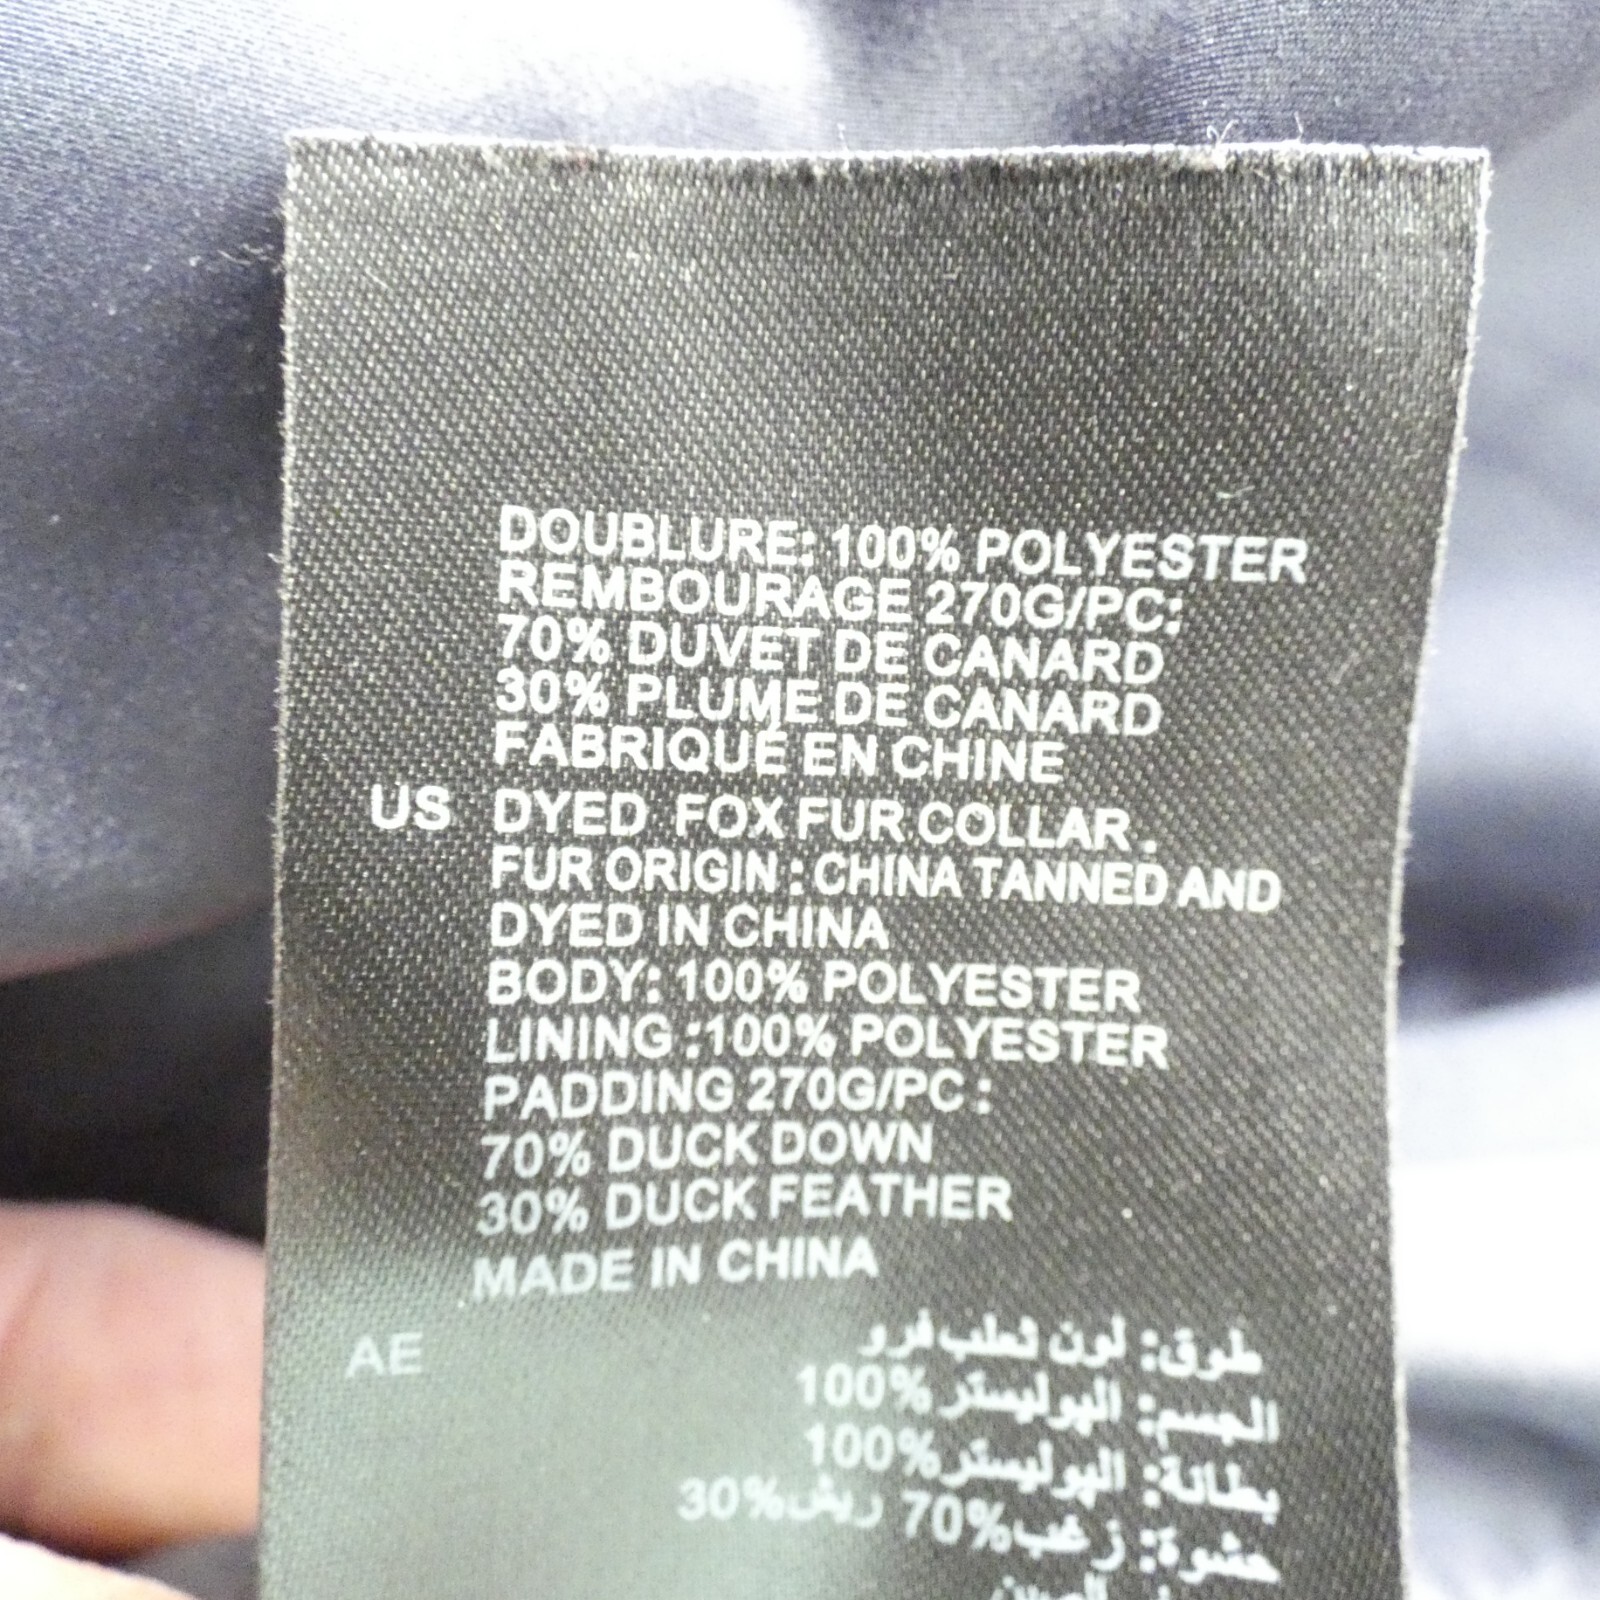 DOUBLURE: 100% POLYESTER
REMBOURAGE 270G/PC:
70% DUVET DE CANARD
30% PLUME DE CANARD
FABRIQUÉ EN CHINE
US DYED FOX FUR COLLAR.
FUR ORIGIN : CHINA TANNED AND
DYED IN CHINA
BODY: 100% POLYESTER
LINING :100% POLYESTER
PADDING 270G/PC :
70% DUCK DOWN
30% DUCK FEATHER
MADE IN CHINA
AE طوق: لون ثعلب فرو
الجسم: البوليستر 100%
بطانة: البوليستر 100%
حشوة: زغب 70% ريش 30%